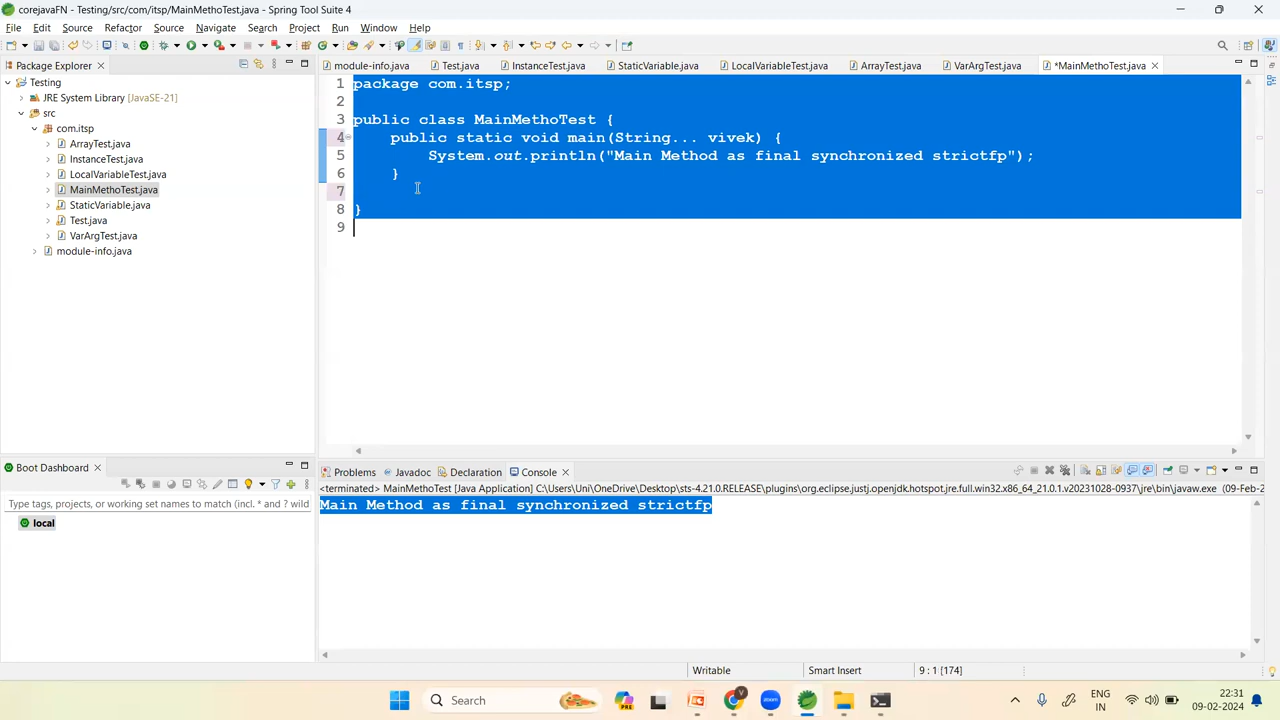 corejavaFN - Testing/src/com/itsp/MainMethoTest.java - Spring Tool Suite 4
File Edit Source Refactor Navigate Search Project Run Window Help
Package Explorer
module-info.java Test.java InstanceTest.java StaticVariable.java LocalVariableTest.java ArrayTest.java VarArgTest.java *MainMethoTest.java
Testing
JRE System Library [JavaSE-21]
src
com.itsp
ArrayTest.java
InstanceTest.java
LocalVariableTest.java
MainMethoTest.java
StaticVariable.java
Test.java
VarArgTest.java
module-info.java
1 package com.itsp;
2
3 public class MainMethoTest {
4 public static void main(String... vivek) {
5 System.out.println("Main Method as final synchronized strictfp");
6 }
7
8 }
9
Boot Dashboard
Type tags, projects, or working set names to match (incl. * and ? wild
local
Problems Javadoc Declaration Console
<terminated> MainMethoTest [Java Application] C:\Users\Uni\OneDrive\Desktop\sts-4.21.0.RELEASE\plugins\org.eclipse.justj.openjdk.hotspot.jre.full.win32.x86_64_21.0.1.v20231028-0937\jre\bin\javaw.exe (09-Feb-2
Main Method as final synchronized strictfp
Writable Smart Insert 9 : 1 [174]
Search
PRE
ENG
IN
22:31
09-02-2024